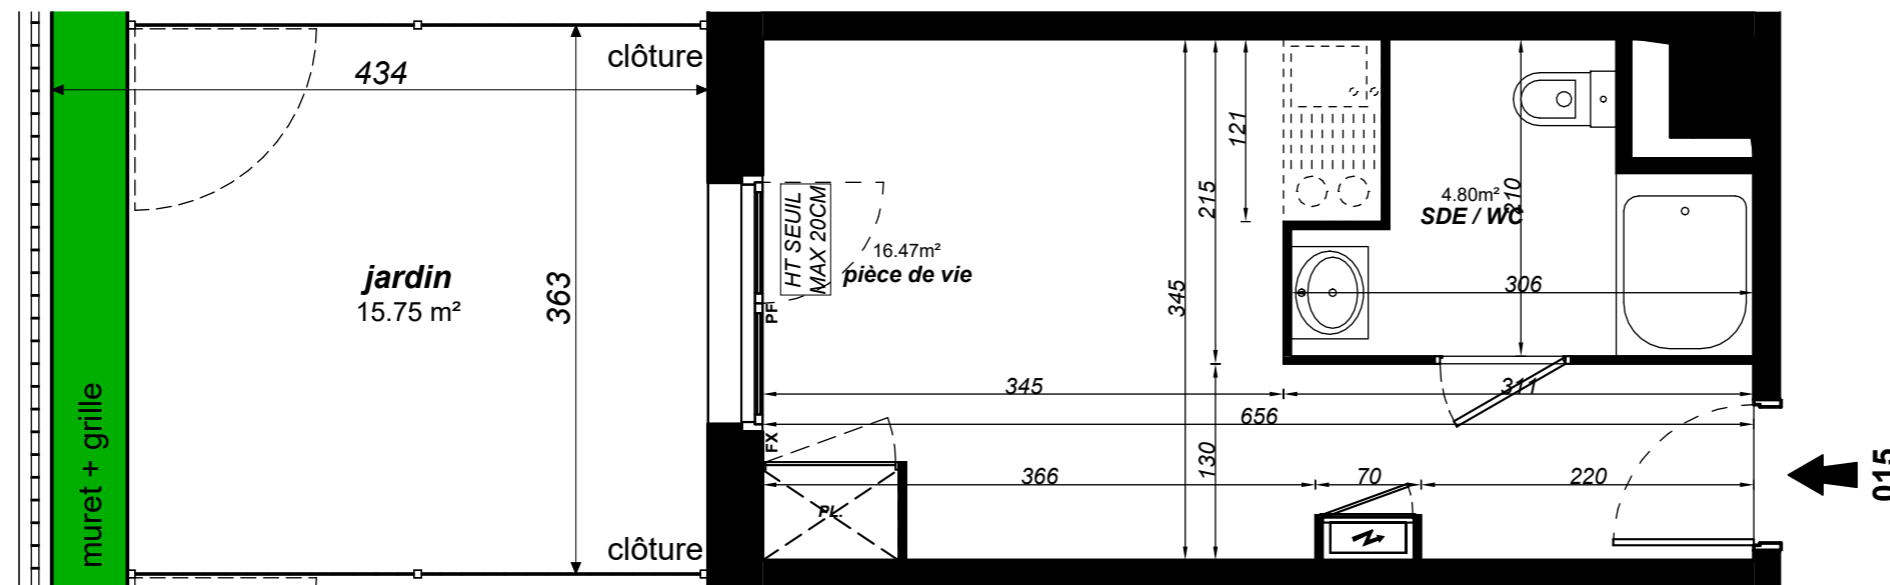 clôture
434
jardin
15.75 m²
363
muret + grille
clôture
HT SEUIL
MAX 20CM
PF
FX
16.47m²
pièce de vie
121
215
345
4.80m²
210
SDE / WC
306
345
311
656
130
366
70
220
PL.
015